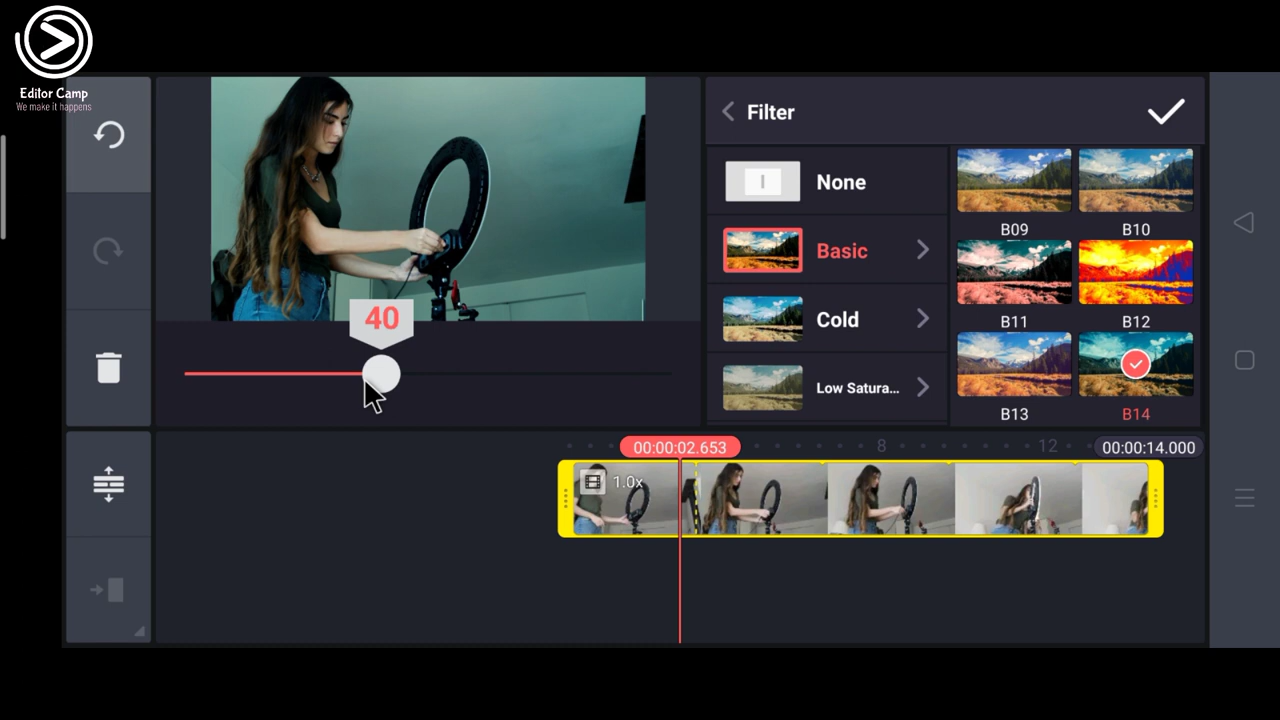 Editor Camp
We make it happens
Filter
None
Basic
Cold
Low Satura...
B09
B10
B11
B12
B13
B14
40
00:00:02.653
8
12
00:00:14.000
1.0x